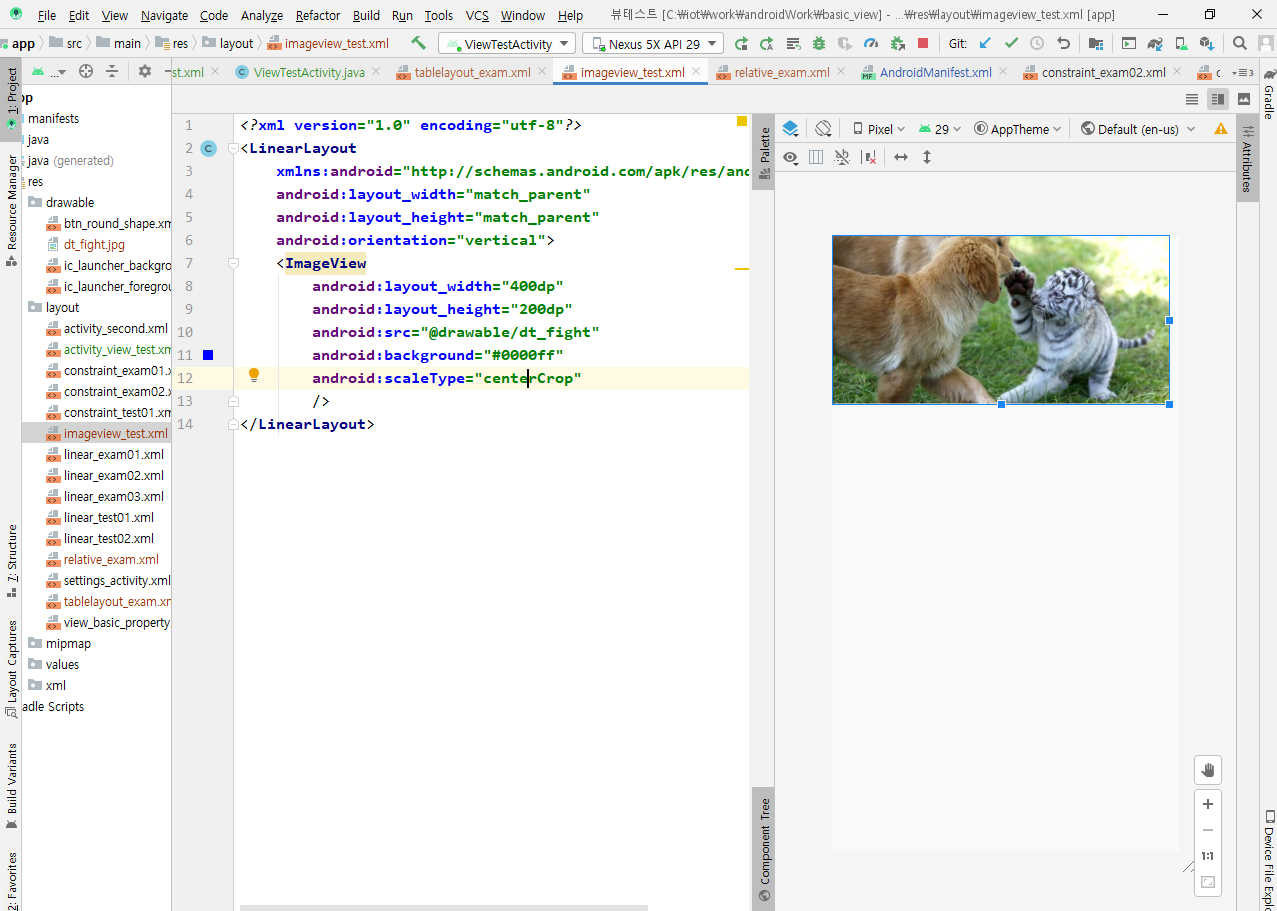 File Edit View Navigate Code Analyze Refactor Build Run Tools VCS Window Help 뷰테스트 [C:₩iot₩work₩androidWork₩basic_view] - ...₩res₩layout₩imageview_test.xml [app]
app src main res layout imageview_test.xml ViewTestActivity Nexus 5X API 29 Git:
... st.xml ViewTestActivity.java tablelayout_exam.xml imageview_test.xml relative_exam.xml AndroidManifest.xml constraint_exam02.xml c 3
1: Project
Resource Manager
7: Structure
Layout Captures
Build Variants
2: Favorites
pp
manifests
java
java (generated)
res
drawable
btn_round_shape.xm
dt_fight.jpg
ic_launcher_backgro
ic_launcher_foregrou
layout
activity_second.xml
activity_view_test.xm
constraint_exam01.x
constraint_exam02.x
constraint_test01.xm
imageview_test.xml
linear_exam01.xml
linear_exam02.xml
linear_exam03.xml
linear_test01.xml
linear_test02.xml
relative_exam.xml
settings_activity.xml
tablelayout_exam.xm
view_basic_property.
mipmap
values
xml
adle Scripts
1 <?xml version="1.0" encoding="utf-8"?>
2 C <LinearLayout
3 xmlns:android="http://schemas.android.com/apk/res/and
4 android:layout_width="match_parent"
5 android:layout_height="match_parent"
6 android:orientation="vertical">
7 <ImageView
8 android:layout_width="400dp"
9 android:layout_height="200dp"
10 android:src="@drawable/dt_fight"
11 android:background="#0000ff"
12 android:scaleType="centerCrop"
13 />
14 </LinearLayout>
Palette
Component Tree
Pixel 29 AppTheme Default (en-us)
1:1
Attributes
Gradle
Device File Explo